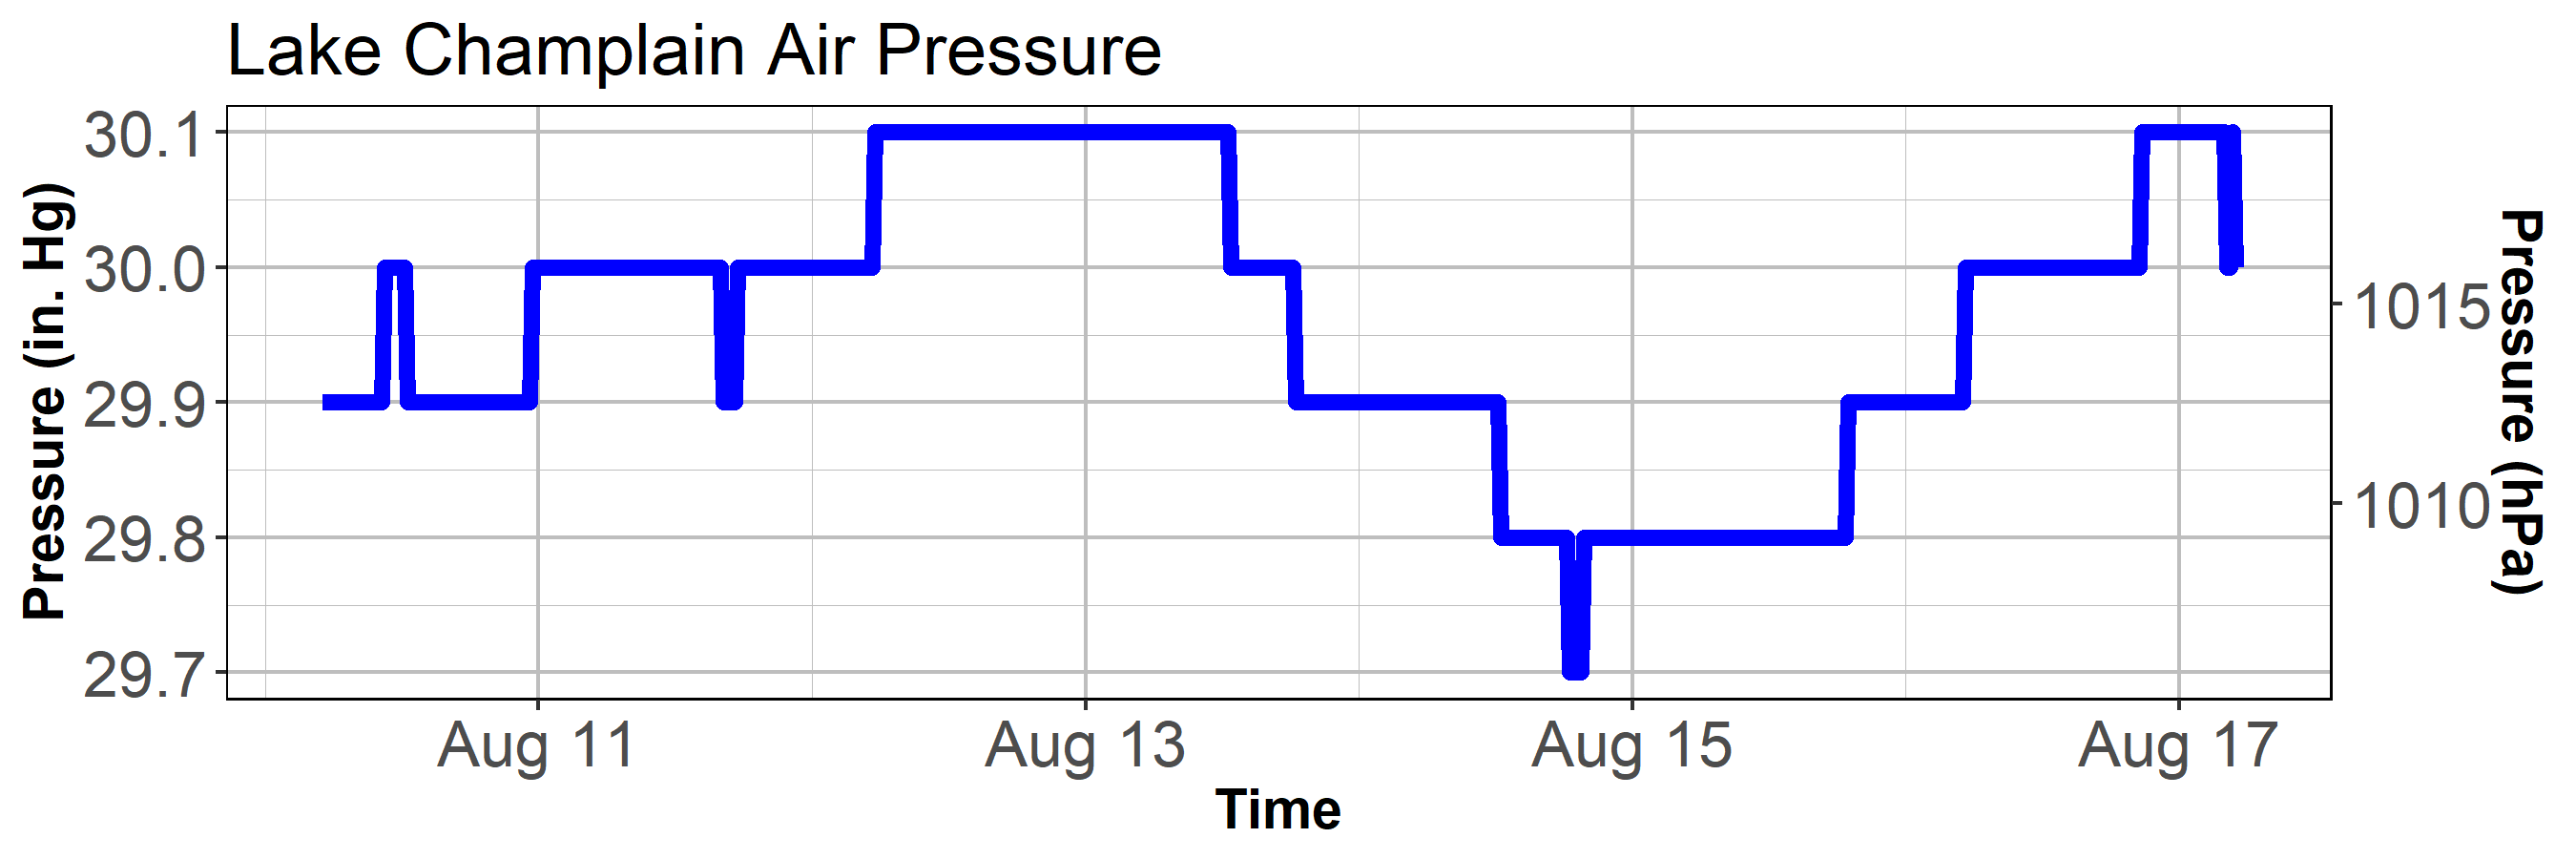 Lake Champlain Air Pressure
Pressure (in. Hg)
30.1
30.0
29.9
29.8
29.7
1015
1010
Pressure (hPa)
Aug 11
Aug 13
Aug 15
Aug 17
Time